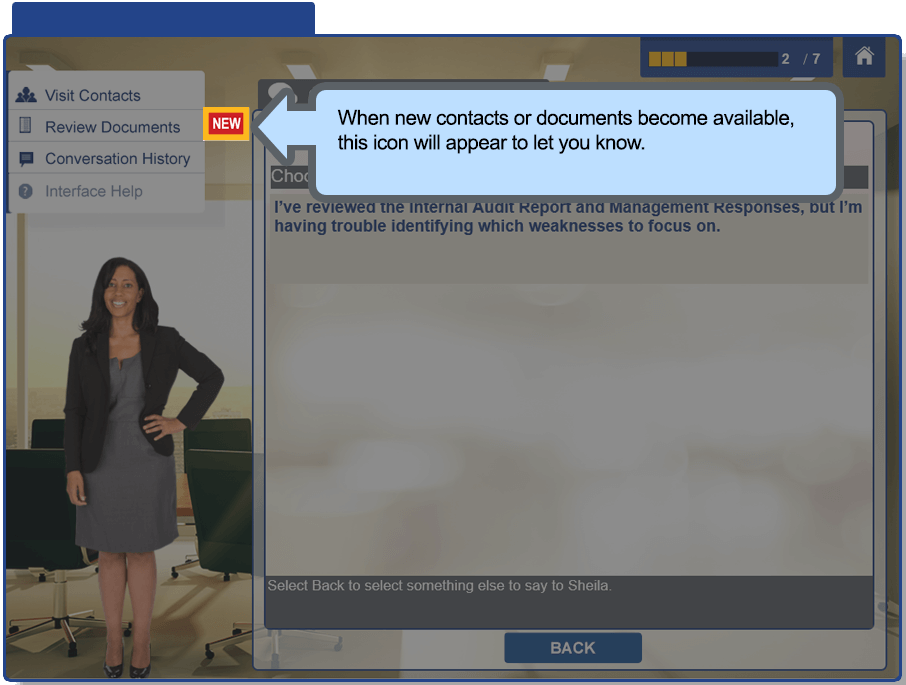 2 / 7
Visit Contacts
Review Documents
NEW
Conversation History
Interface Help
When new contacts or documents become available,
this icon will appear to let you know.
Choo
I've reviewed the Internal Audit Report and Management Responses, but I'm
having trouble identifying which weaknesses to focus on.
Select Back to select something else to say to Sheila.
BACK